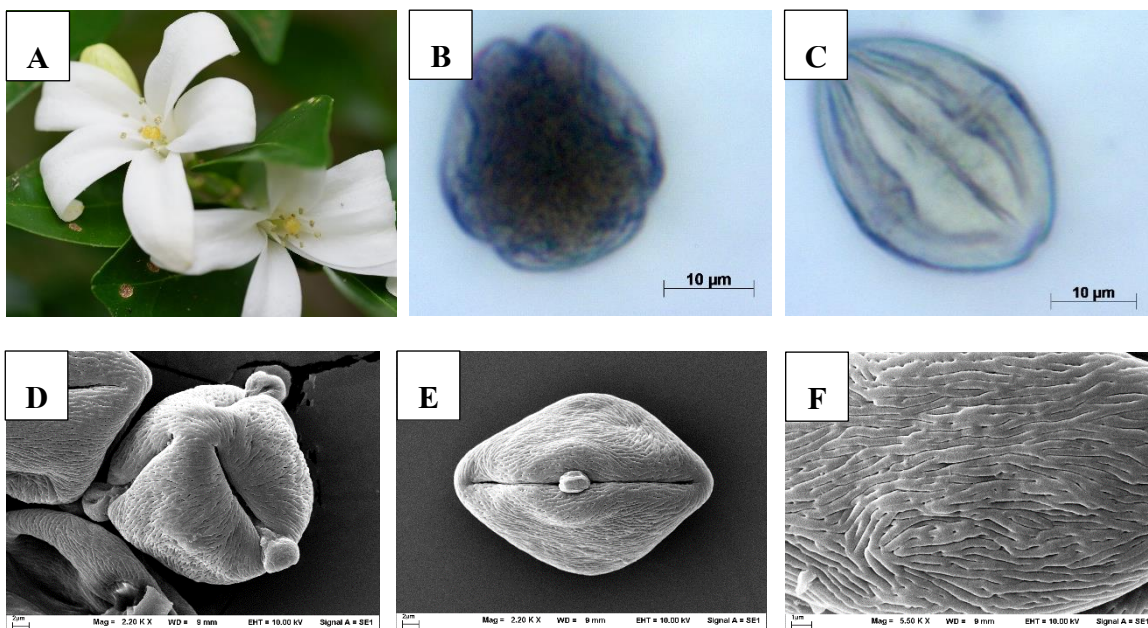 A
B
C
10 µm
10 µm
D
E
F
2µm
Mag = 2.20 K X WD = 9 mm EHT = 10.00 kV Signal A = SE1
2µm
Mag = 2.20 K X WD = 9 mm EHT = 10.00 kV Signal A = SE1
1µm
Mag = 5.50 K X WD = 9 mm EHT = 10.00 kV Signal A = SE1